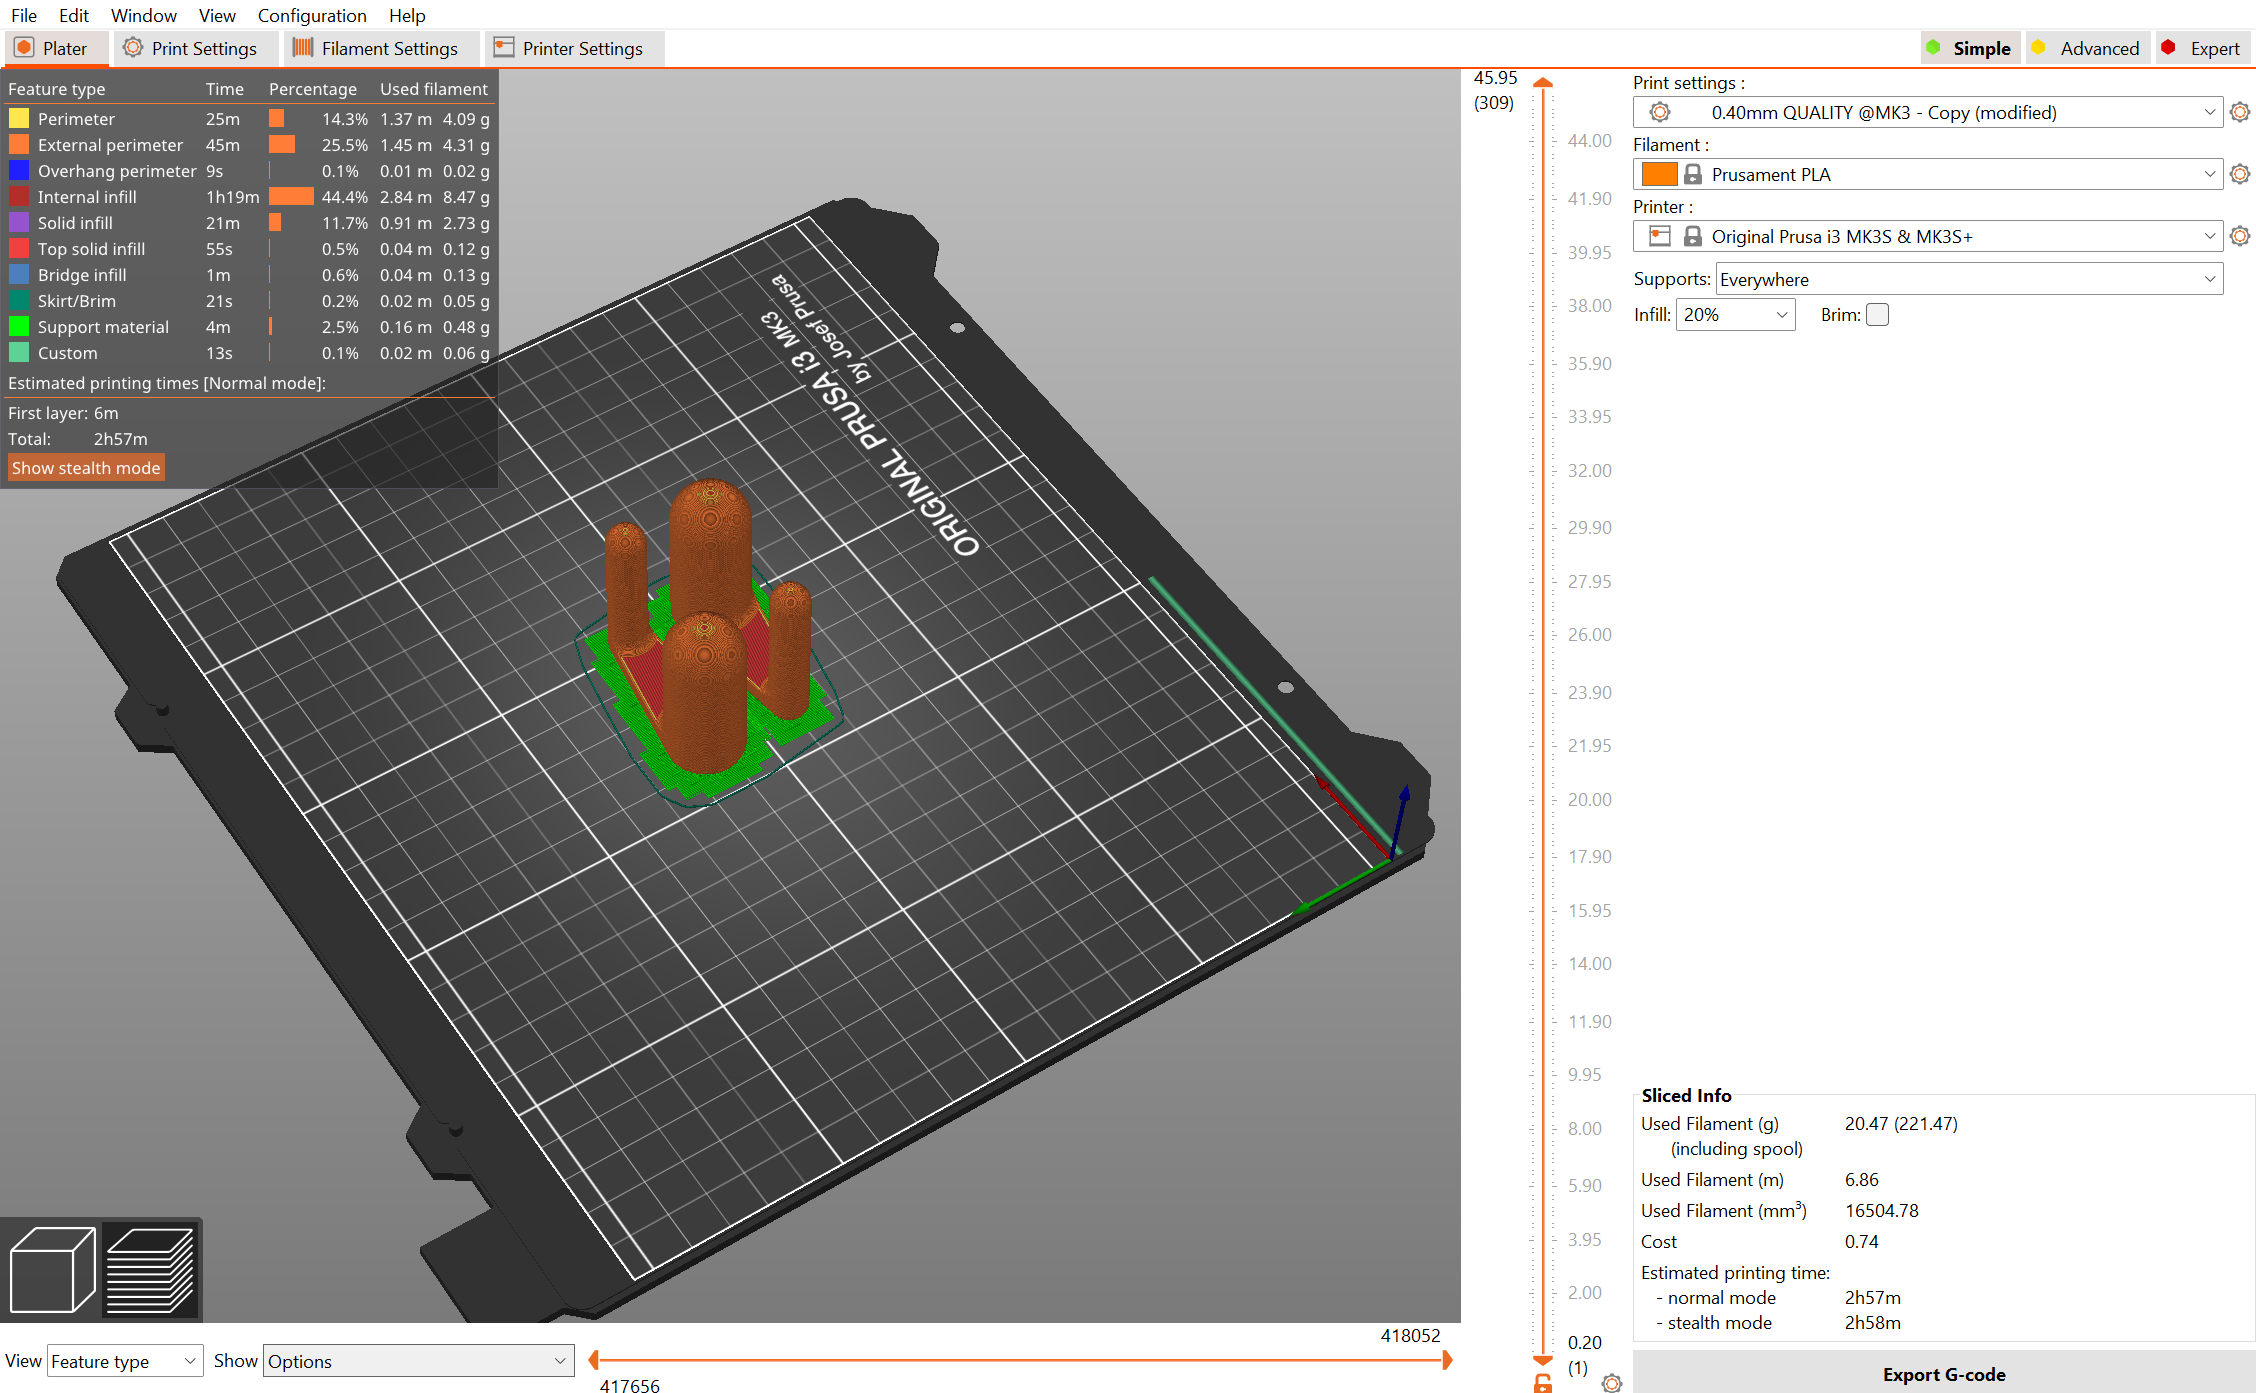 File Edit Window View Configuration Help
Plater Print Settings Filament Settings Printer Settings Simple Advanced Expert
Feature type Time Percentage Used filament
Perimeter 25m 14.3% 1.37 m 4.09 g
External perimeter 45m 25.5% 1.45 m 4.31 g
Overhang perimeter 9s 0.1% 0.01 m 0.02 g
Internal infill 1h19m 44.4% 2.84 m 8.47 g
Solid infill 21m 11.7% 0.91 m 2.73 g
Top solid infill 55s 0.5% 0.04 m 0.12 g
Bridge infill 1m 0.6% 0.04 m 0.13 g
Skirt/Brim 21s 0.2% 0.02 m 0.05 g
Support material 4m 2.5% 0.16 m 0.48 g
Custom 13s 0.1% 0.02 m 0.06 g
Estimated printing times [Normal mode]:
First layer: 6m
Total: 2h57m
Show stealth mode
ORIGINAL PRUSA i3 MK3
by Josef Prusa
45.95
(309)
44.00
41.90
39.95
38.00
35.90
33.95
32.00
29.90
27.95
26.00
23.90
21.95
20.00
17.90
15.95
14.00
11.90
9.95
8.00
5.90
3.95
2.00
0.20
(1)
Print settings :
0.40mm QUALITY @MK3 - Copy (modified)
Filament :
Prusament PLA
Printer :
Original Prusa i3 MK3S & MK3S+
Supports: Everywhere
Infill: 20% Brim:
Sliced Info
Used Filament (g) 20.47 (221.47)
(including spool)
Used Filament (m) 6.86
Used Filament (mm³) 16504.78
Cost 0.74
Estimated printing time:
- normal mode 2h57m
- stealth mode 2h58m
Export G-code
View Feature type Show Options
418052
417656